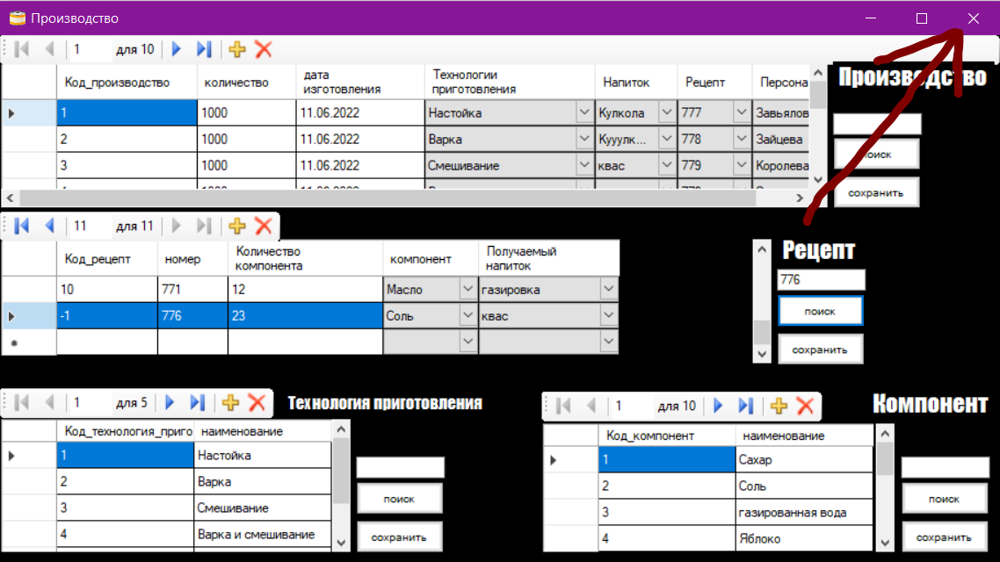 Производство
1 для 10
Код_производство количество дата изготовления Технологии приготовления Напиток Рецепт Персона
1 1000 11.06.2022 Настойка Кулкола 777 Завьялов
2 1000 11.06.2022 Варка Кууулк... 778 Зайцева
3 1000 11.06.2022 Смешивание квас 779 Королева
Производство
поиск
сохранить
11 для 11
Код_рецепт номер Количество компонента компонент Получаемый напиток
10 771 12 Масло газировка
-1 776 23 Соль квас
Рецепт
776
поиск
сохранить
1 для 5
Технология приготовления
Код_технология_приго наименование
1 Настойка
2 Варка
3 Смешивание
4 Варка и смешивание
поиск
сохранить
1 для 10
Компонент
Код_компонент наименование
1 Сахар
2 Соль
3 газированная вода
4 Яблоко
поиск
сохранить